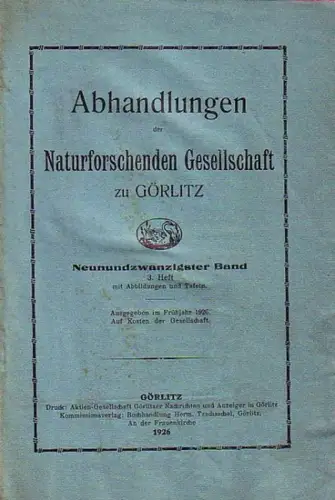 Abhandlungen
der
Naturforschenden Gesellschaft
zu GÖRLITZ
Neunundzwanzigster Band
3. Heft
mit Abbildungen und Tafeln.
Ausgegeben im Frühjahr 1926.
Auf Kosten der Gesellschaft.
GÖRLITZ
Druck: Aktien-Gesellschaft Görlitzer Nachrichten und Anzeiger in Görlitz
Kommissionsverlag: Buchhandlung Herm. Tzschaschel, Görlitz,
An der Frauenkirche
1926